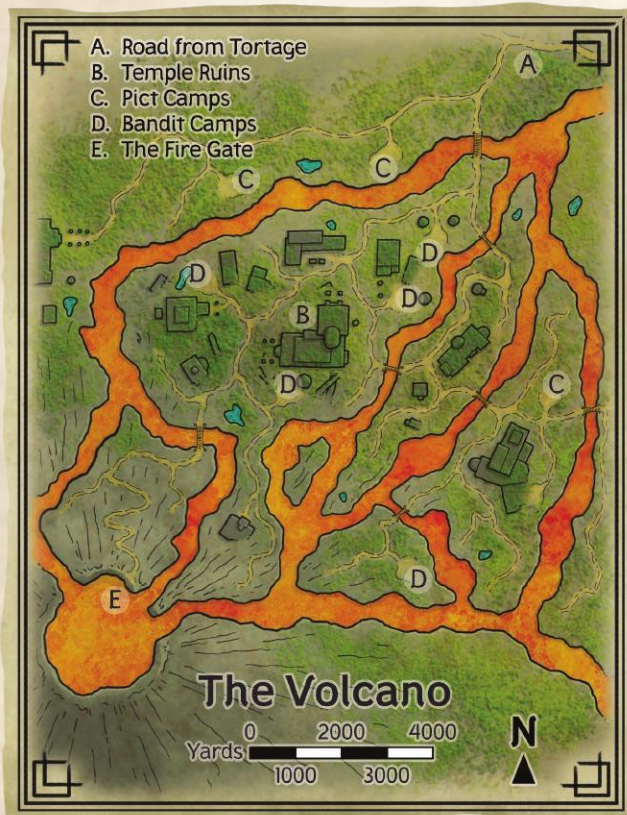 A. Road from Tortage
B. Temple Ruins
C. Pict Camps
D. Bandit Camps
E. The Fire Gate
A
C
C
D
D
D
B
D
C
D
E
The Volcano
0 2000 4000
Yards
1000 3000
N